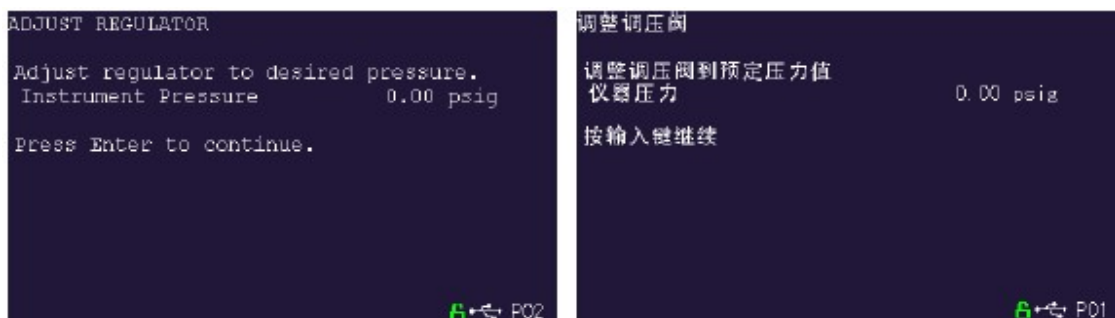 ADJUST REGULATOR
Adjust regulator to desired pressure.
Instrument Pressure 0.00 psig
Press Enter to continue.
P02
调整调压阀
调整调压阀到预定压力值
仪器压力 0.00 psig
按输入键继续
P01